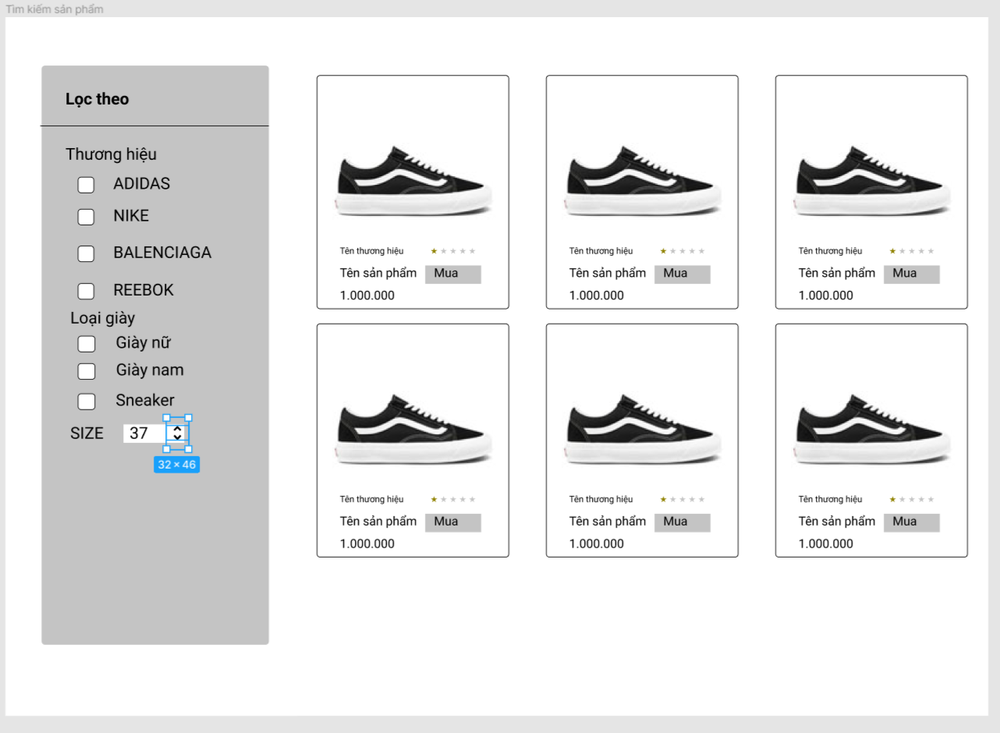 Tìm kiếm sản phẩm
Lọc theo
Thương hiệu
ADIDAS
NIKE
BALENCIAGA
REEBOK
Loại giày
Giày nữ
Giày nam
Sneaker
SIZE 37
32 × 46
Tên thương hiệu
Tên sản phẩm Mua
1.000.000
Tên thương hiệu
Tên sản phẩm Mua
1.000.000
Tên thương hiệu
Tên sản phẩm Mua
1.000.000
Tên thương hiệu
Tên sản phẩm Mua
1.000.000
Tên thương hiệu
Tên sản phẩm Mua
1.000.000
Tên thương hiệu
Tên sản phẩm Mua
1.000.000